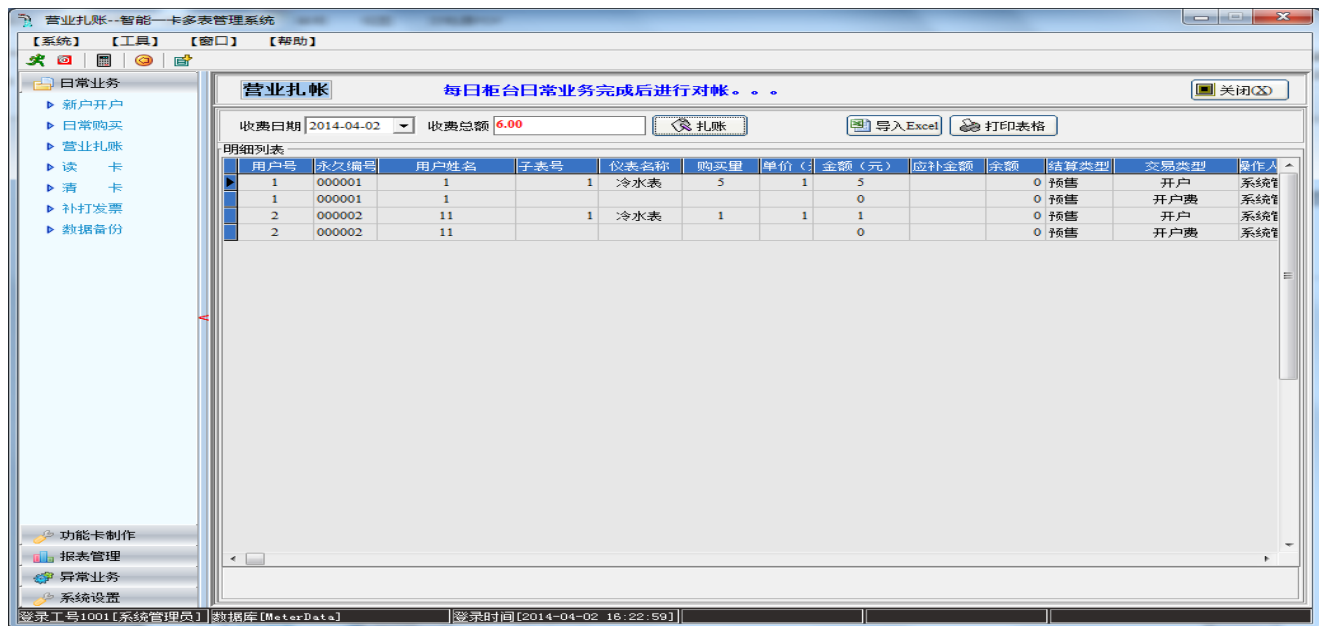 营业扎账--智能一卡多表管理系统
【系统】 【工具】 【窗口】 【帮助】
日常业务
新户开户
日常购买
营业扎账
读 卡
清 卡
补打发票
数据备份
功能卡制作
报表管理
异常业务
系统设置
营业扎帐 每日柜台日常业务完成后进行对帐。。。 关闭(X)
收费日期 2014-04-02 收费总额 6.00 扎账 导入Excel 打印表格
明细列表
用户号 永久编号 用户姓名 子表号 仪表名称 购买量 单价( 金额（元） 应补金额 余额 结算类型 交易类型 操作人
1 000001 1 1 冷水表 5 1 5 0 预售 开户 系统管
1 000001 1 0 0 预售 开户费 系统管
2 000002 11 1 冷水表 1 1 1 0 预售 开户 系统管
2 000002 11 0 0 预售 开户费 系统管
登录工号1001[系统管理员] 数据库[MeterData] 登录时间[2014-04-02 16:22:59]